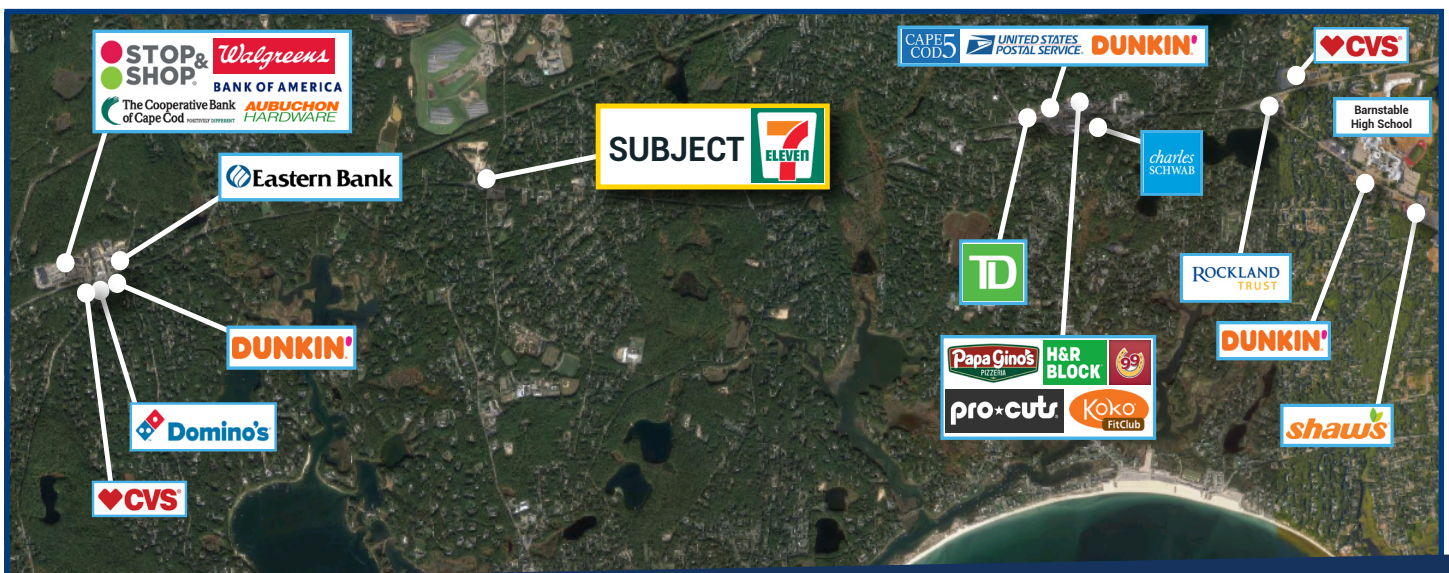 STOP&
SHOP®
Walgreens
BANK OF AMERICA
The Cooperative Bank
of Cape Cod POSITIVELY DIFFERENT
AUBUCHON
HARDWARE
Eastern Bank
DUNKIN'
Domino's
CVS
SUBJECT
7
ELEVEN
CAPE
COD 5
UNITED STATES
POSTAL SERVICE®
DUNKIN'
CVS
Barnstable
High School
charles
SCHWAB
TD
ROCKLAND
TRUST
Papa Gino's
PIZZERIA
H&R
BLOCK
99
pro★cuts
Koko
FitClub
DUNKIN'
shaw's